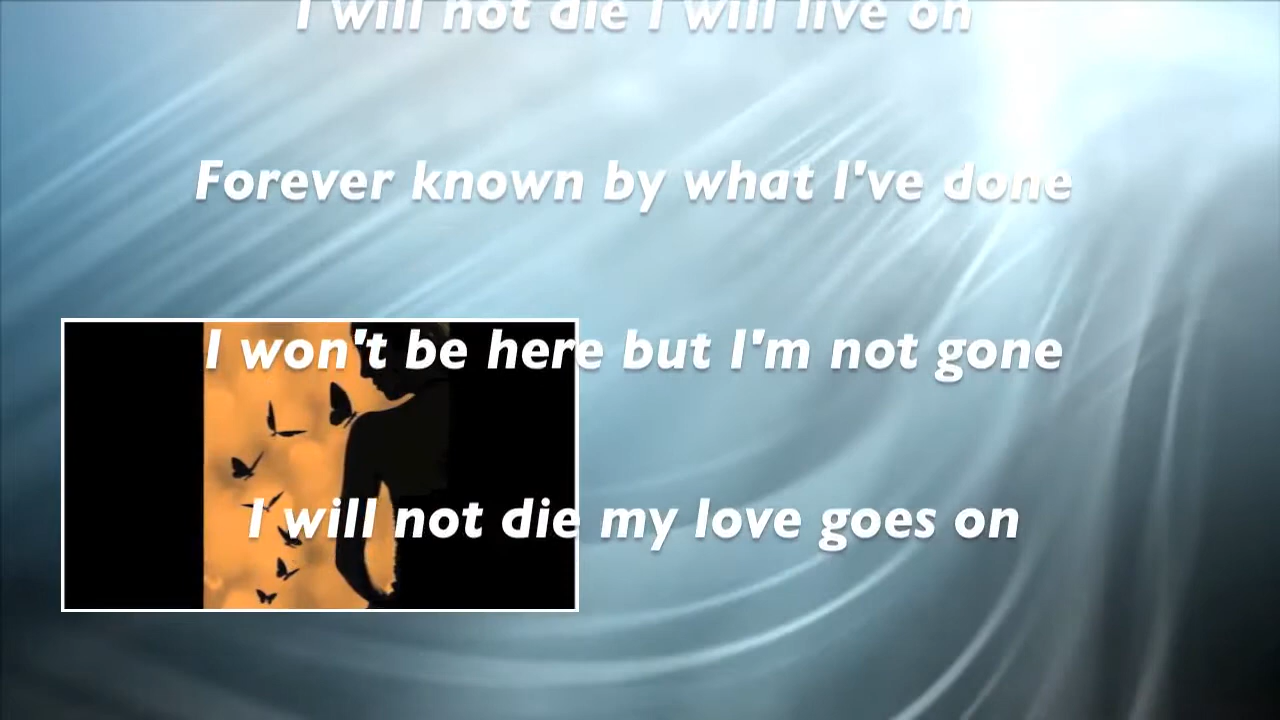 I will not die I will live on
Forever known by what I've done
I won't be here but I'm not gone
I will not die my love goes on